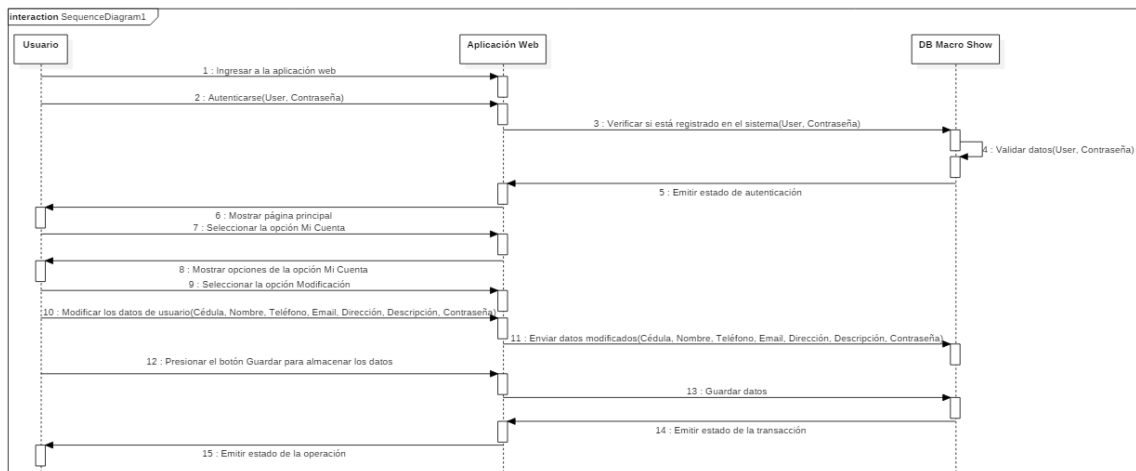 interaction SequenceDiagram1
Usuario
Aplicación Web
DB Macro Show
1 : Ingresar a la aplicación web
2 : Autenticarse(User, Contraseña)
3 : Verificar si está registrado en el sistema(User, Contraseña)
4 : Validar datos(User, Contraseña)
5 : Emitir estado de autenticación
6 : Mostrar página principal
7 : Seleccionar la opción Mi Cuenta
8 : Mostrar opciones de la opción Mi Cuenta
9 : Seleccionar la opción Modificación
10 : Modificar los datos de usuario(Cédula, Nombre, Teléfono, Email, Dirección, Descripción, Contraseña)
11 : Enviar datos modificados(Cédula, Nombre, Teléfono, Email, Dirección, Descripción, Contraseña)
12 : Presionar el botón Guardar para almacenar los datos
13 : Guardar datos
14 : Emitir estado de la transacción
15 : Emitir estado de la operación